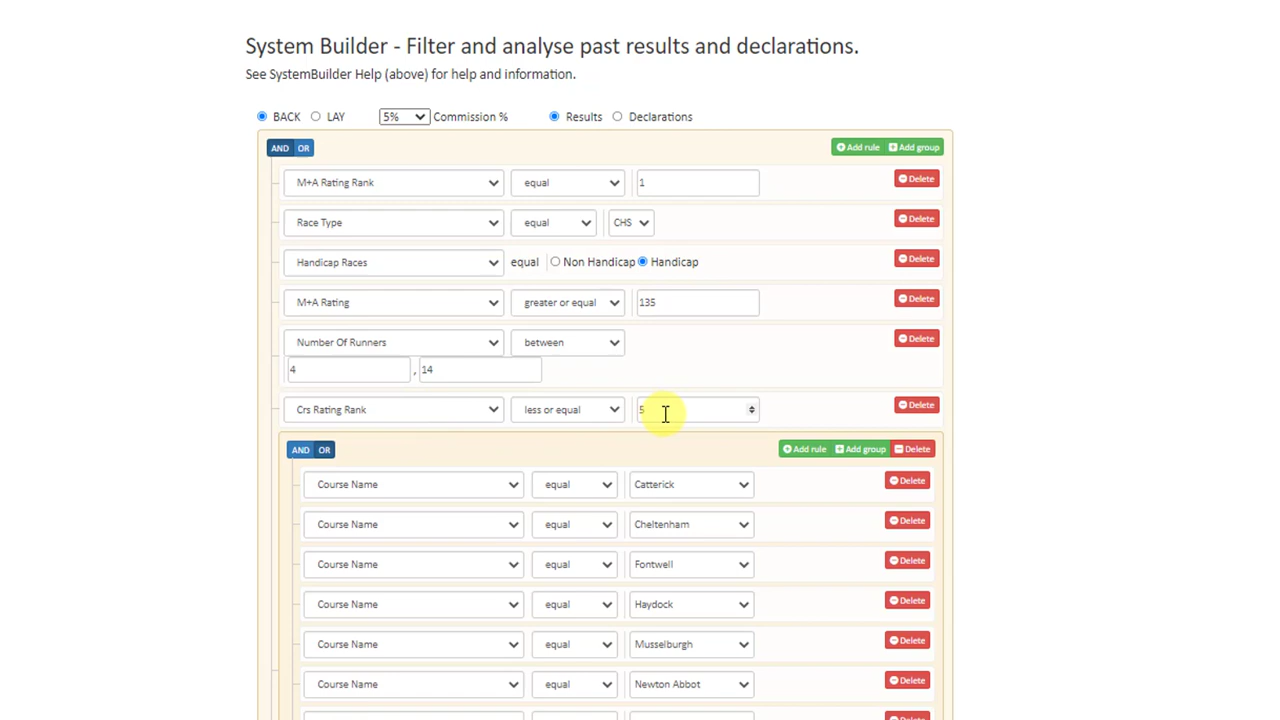 System Builder - Filter and analyse past results and declarations.
See SystemBuilder Help (above) for help and information.
BACK LAY 5% Commission % Results Declarations
AND OR Add rule Add group
M+A Rating Rank equal 1 Delete
Race Type equal CHS Delete
Handicap Races equal Non Handicap Handicap Delete
M+A Rating greater or equal 135 Delete
Number Of Runners between Delete
4 , 14
Crs Rating Rank less or equal 5 Delete
AND OR Add rule Add group Delete
Course Name equal Catterick Delete
Course Name equal Cheltenham Delete
Course Name equal Fontwell Delete
Course Name equal Haydock Delete
Course Name equal Musselburgh Delete
Course Name equal Newton Abbot Delete